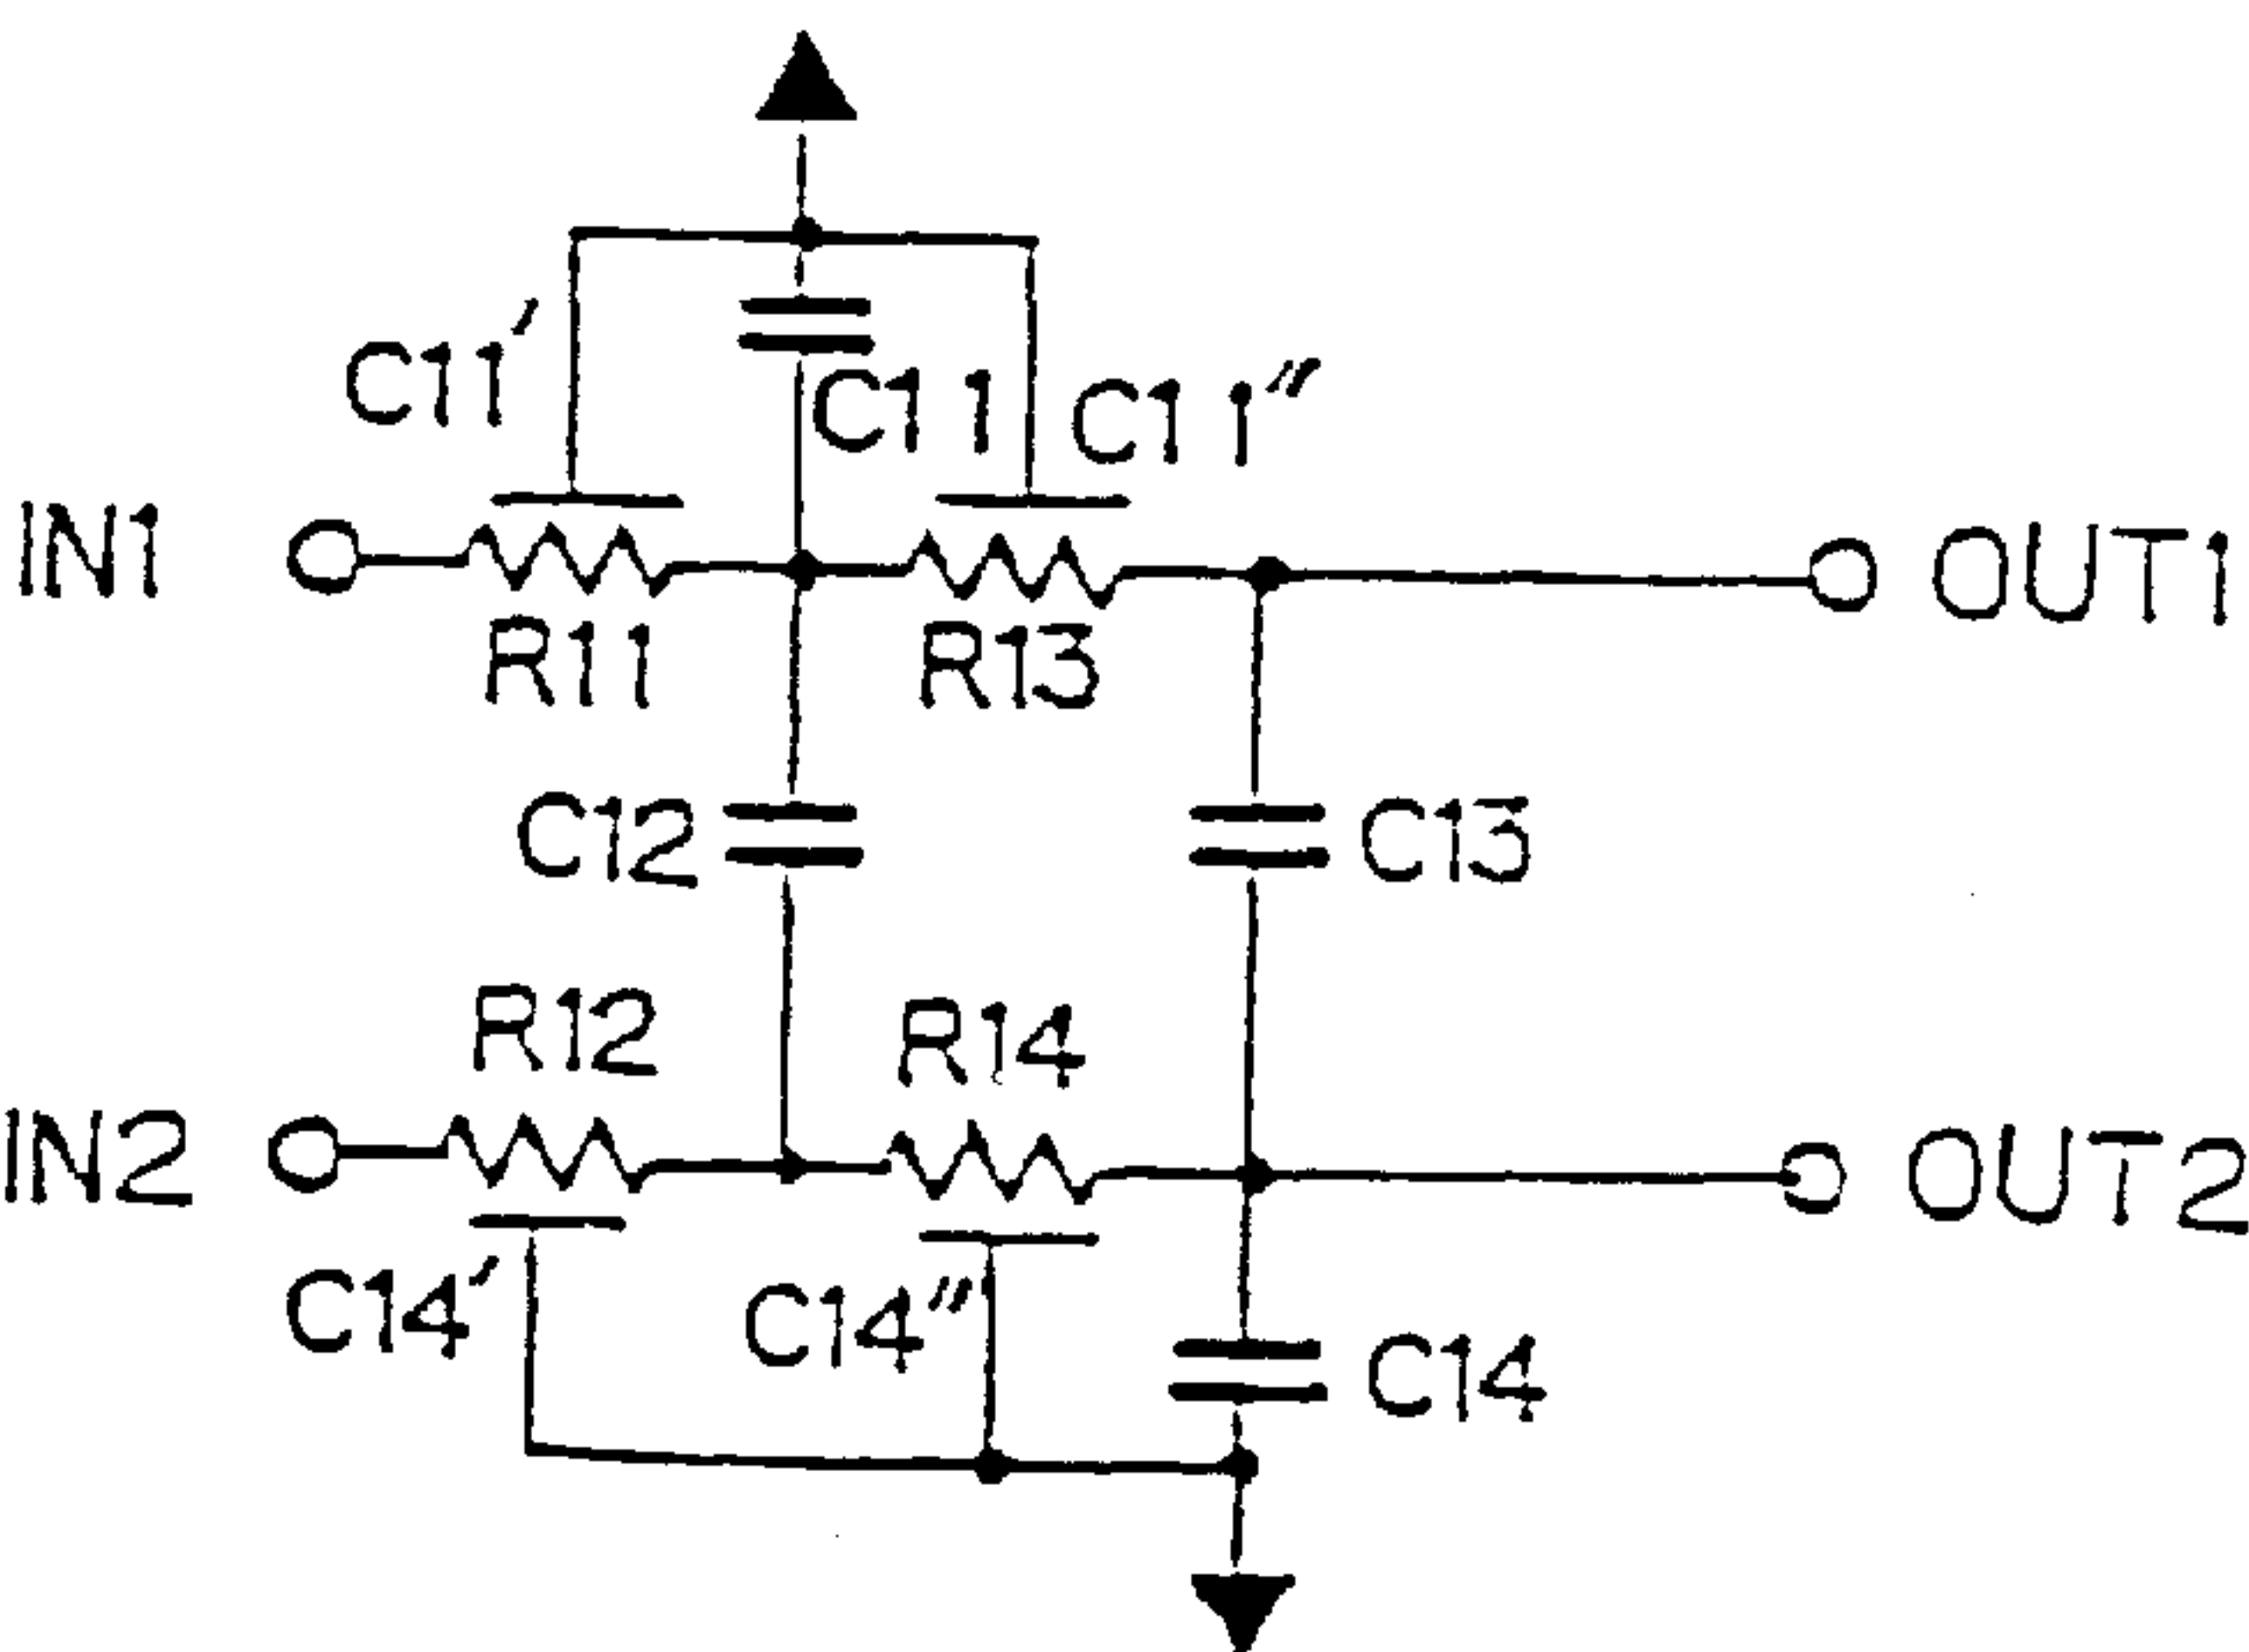 C11′
C11
C11″
IN1
OUT1
R11
R13
C12
C13
R12
R14
IN2
OUT2
C14′
C14″
C14